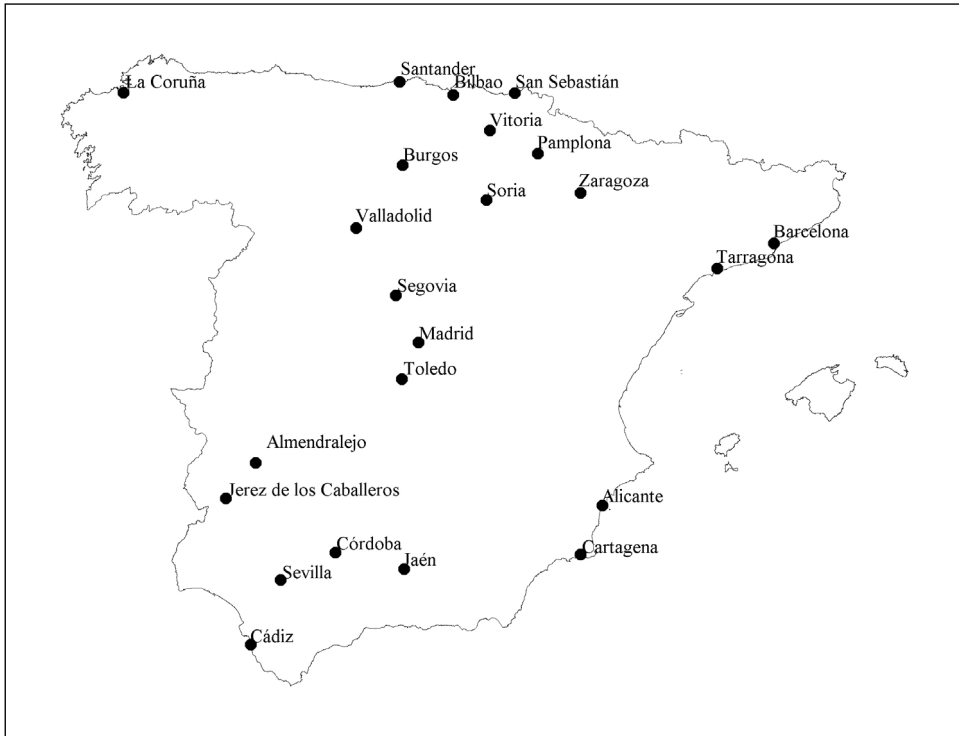 Santander
La Coruña
Bilbao
San Sebastián
Vitoria
Pamplona
Burgos
Zaragoza
Soria
Valladolid
Barcelona
Tarragona
Segovia
Madrid
Toledo
Almendralejo
Jerez de los Caballeros
Alicante
Córdoba
Cartagena
Jaén
Sevilla
Cádiz